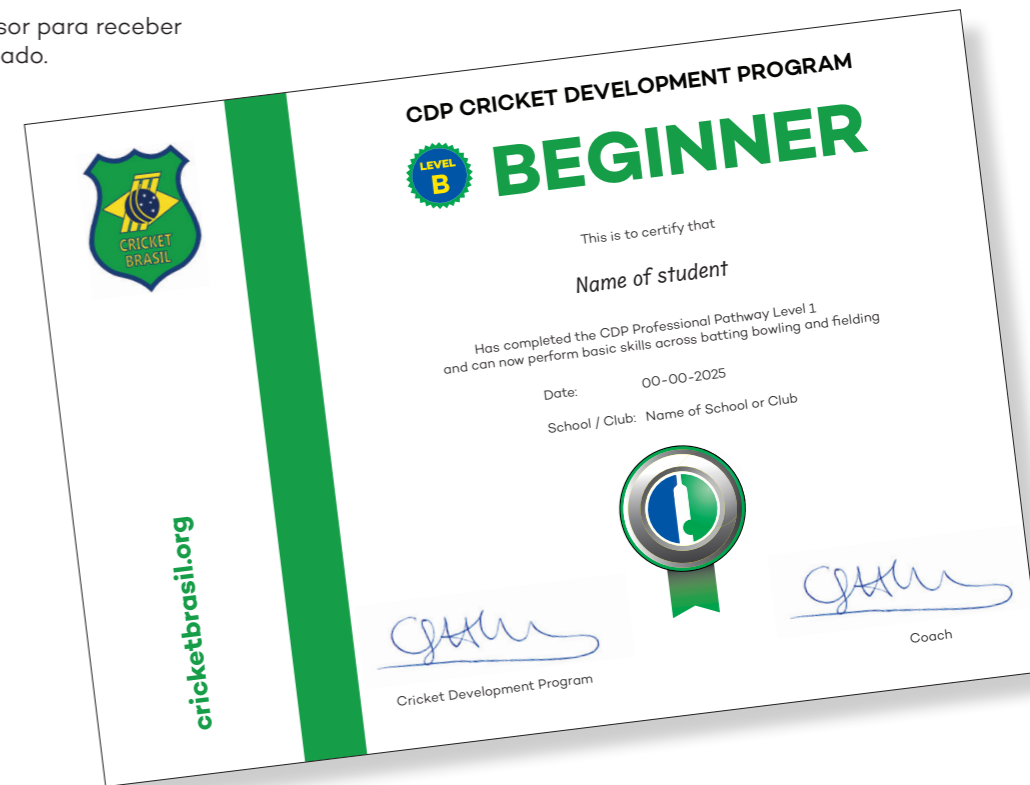 sor para receber
ado.
CDP CRICKET DEVELOPMENT PROGRAM
LEVEL
B
BEGINNER
CRICKET
BRASIL
This is to certify that
Name of student
Has completed the CDP Professional Pathway Level 1
and can now perform basic skills across batting bowling and fielding
Date: 00-00-2025
School / Club: Name of School or Club
cricketbrasil.org
Cricket Development Program
Coach